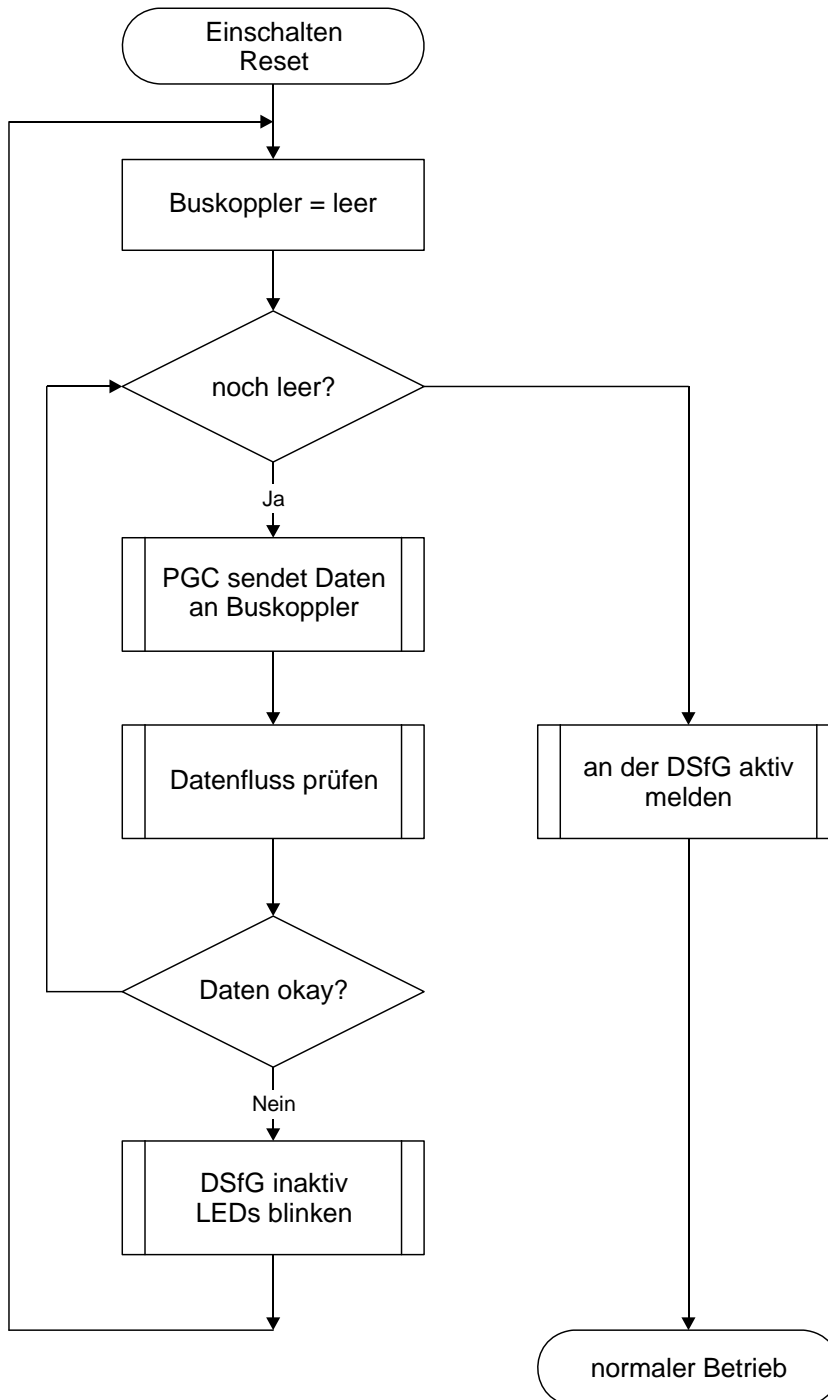 Einschalten
Reset
Buskoppler = leer
noch leer?
Ja
PGC sendet Daten
an Buskoppler
Datenfluss prüfen
an der DSfG aktiv
melden
Daten okay?
Nein
DSfG inaktiv
LEDs blinken
normaler Betrieb